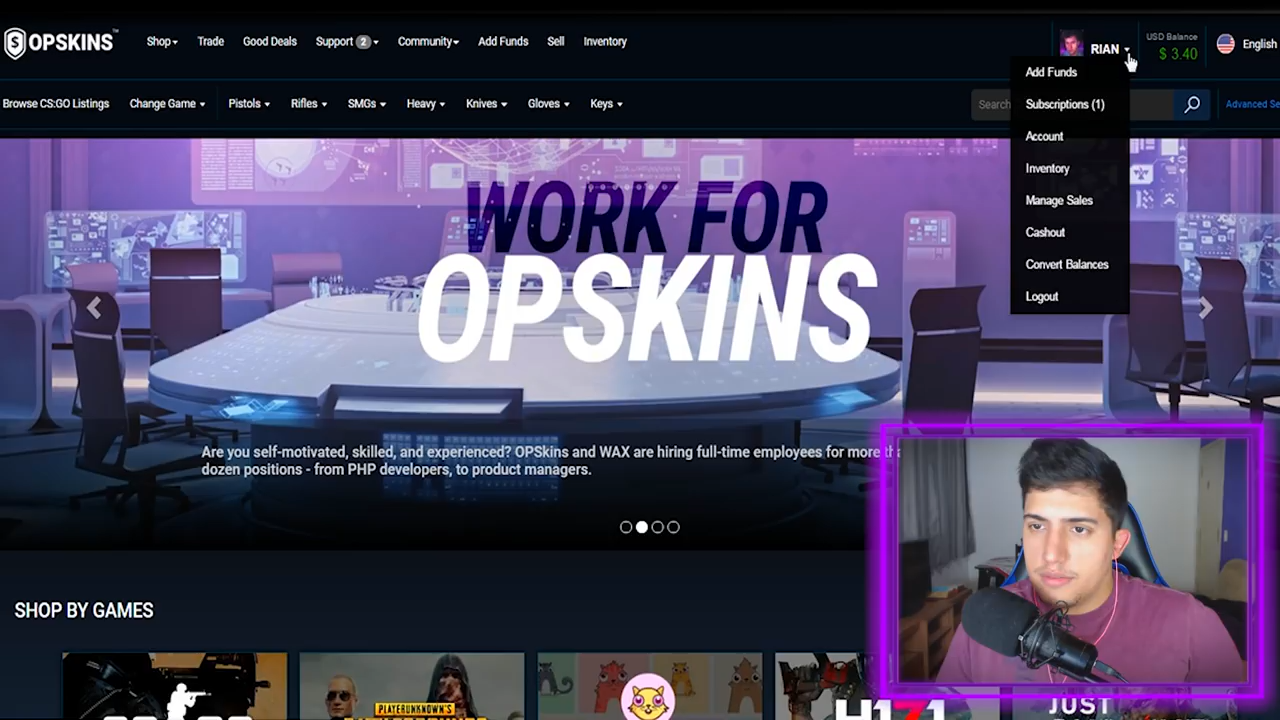 OPSKINS
Shop Trade Good Deals Support 2 Community Add Funds Sell Inventory
RIAN
USD Balance
$ 3.40
English
Browse CS:GO Listings Change Game Pistols Rifles SMGs Heavy Knives Gloves Keys
Search
Advanced Se
Add Funds
Subscriptions (1)
Account
Inventory
Manage Sales
Cashout
Convert Balances
Logout
WORK FOR
OPSKINS
Are you self-motivated, skilled, and experienced? OPSkins and WAX are hiring full-time employees for more
dozen positions - from PHP developers, to product managers.
SHOP BY GAMES
PLAYERUNKNOWN'S
H1Z1
JUST